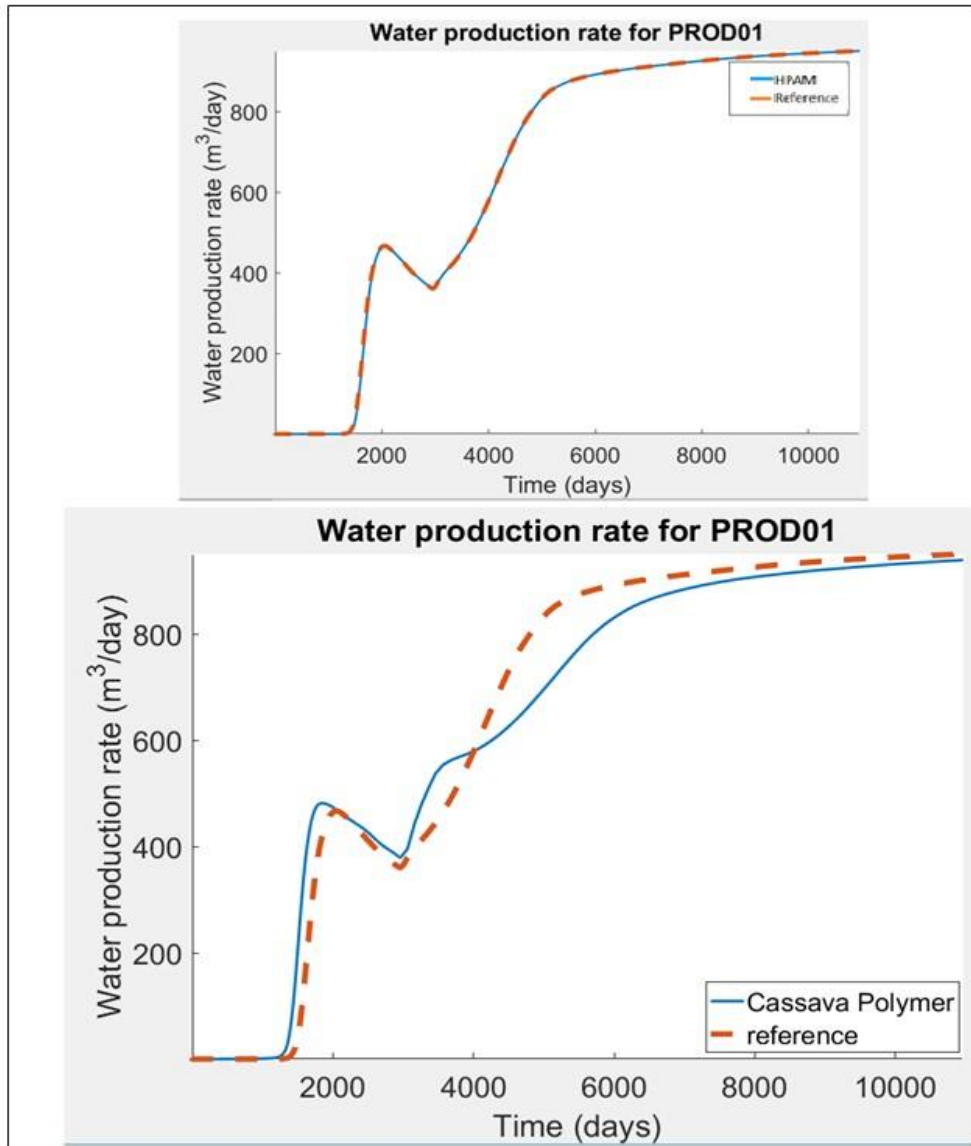 Water production rate for PROD01
Water production rate (m³/day)
800
600
400
200
2000 4000 6000 8000 10000
Time (days)
HPAM
Reference
Water production rate for PROD01
Water production rate (m³/day)
800
600
400
200
2000 4000 6000 8000 10000
Time (days)
Cassava Polymer
reference